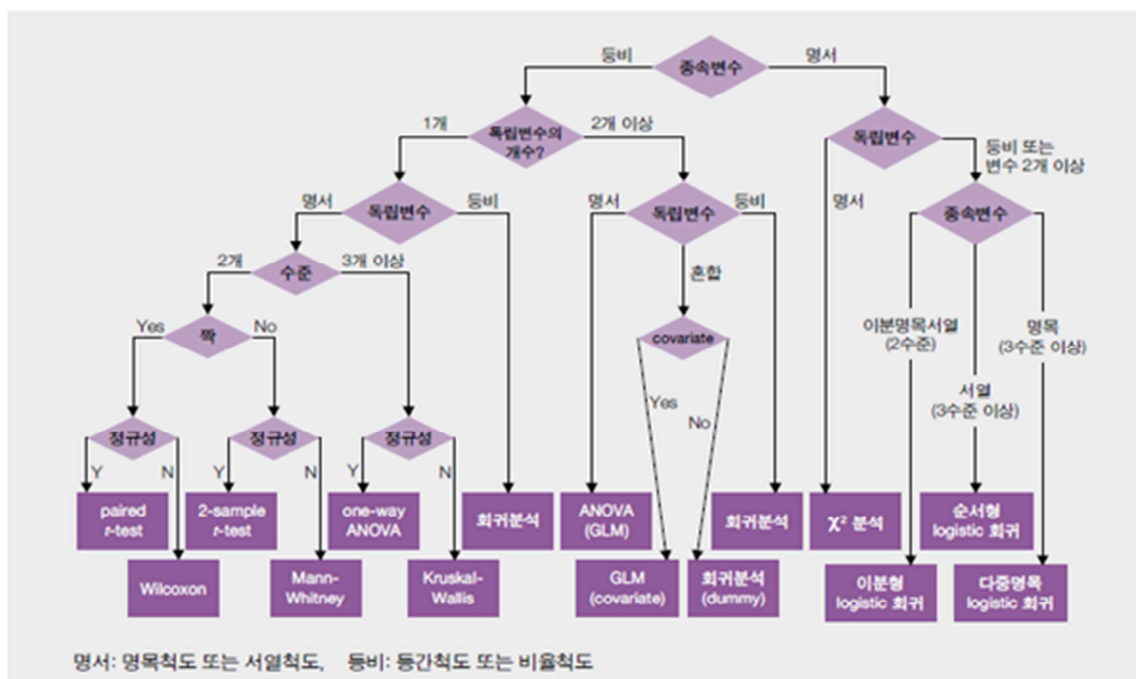 등비
종속변수
명서
1개
독립변수의
개수?
2개 이상
독립변수
등비 또는
변수 2개 이상
명서
독립변수
등비
명서
독립변수
등비
명서
종속변수
2개
수준
3개 이상
혼합
Yes
짝
No
covariate
이분명목서열
(2수준)
명목
(3수준 이상)
서열
(3수준 이상)
Yes
No
정규성
정규성
정규성
Y
N
Y
N
Y
N
paired
t-test
2-sample
t-test
one-way
ANOVA
회귀분석
ANOVA
(GLM)
회귀분석
χ² 분석
순서형
logistic 회귀
Wilcoxon
Mann-
Whitney
Kruskal-
Wallis
GLM
(covariate)
회귀분석
(dummy)
이분형
logistic 회귀
다중명목
logistic 회귀
명서: 명목척도 또는 서열척도, 등비: 등간척도 또는 비율척도